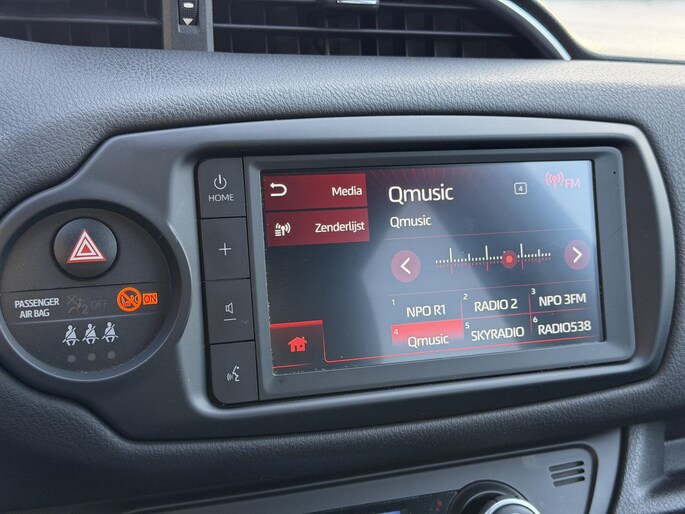 HOME
Media
Zenderlijst
Qmusic
4
FM
Qmusic
1 NPO R1
2 RADIO 2
3 NPO 3FM
4 Qmusic
5 SKYRADIO
6 RADIO538
PASSENGER
AIR BAG
2 OFF
ON